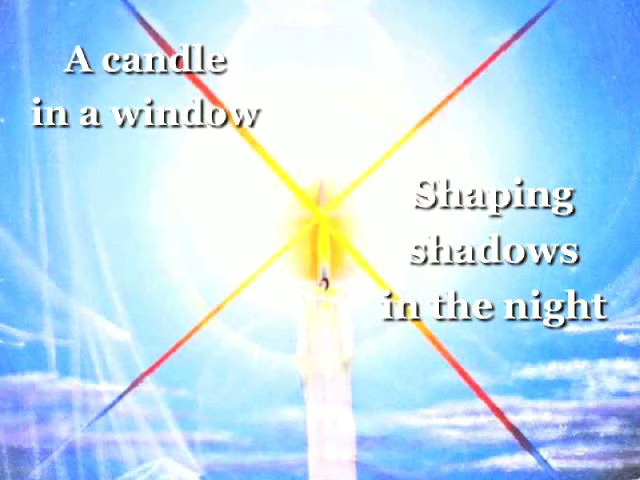 A candle
in a window
Shaping
shadows
in the night